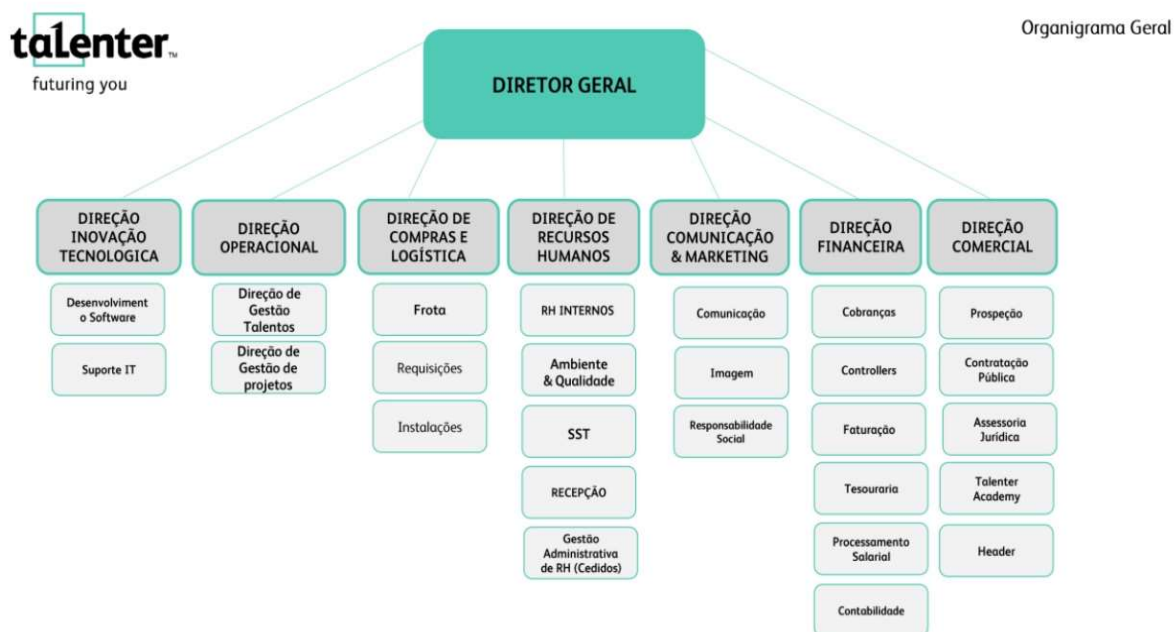 talenter™
futuring you
Organigrama Geral
DIRETOR GERAL
DIREÇÃO
INOVAÇÃO
TECNOLOGICA
Desenvolviment
o Software
Suporte IT
DIREÇÃO
OPERACIONAL
Direção de
Gestão
Talentos
Direção de
Gestão de
projetos
DIREÇÃO DE
COMPRAS E
LOGÍSTICA
Frota
Requisições
Instalações
DIREÇÃO DE
RECURSOS
HUMANOS
RH INTERNOS
Ambiente
& Qualidade
SST
RECEPÇÃO
Gestão
Administrativa
de RH (Cedidos)
DIREÇÃO
COMUNICAÇÃO
& MARKETING
Comunicação
Imagem
Responsabilidade
Social
DIREÇÃO
FINANCEIRA
Cobranças
Controllers
Faturação
Tesouraria
Processamento
Salarial
Contabilidade
DIREÇÃO
COMERCIAL
Prospeção
Contratação
Pública
Assessoria
Jurídica
Talenter
Academy
Header